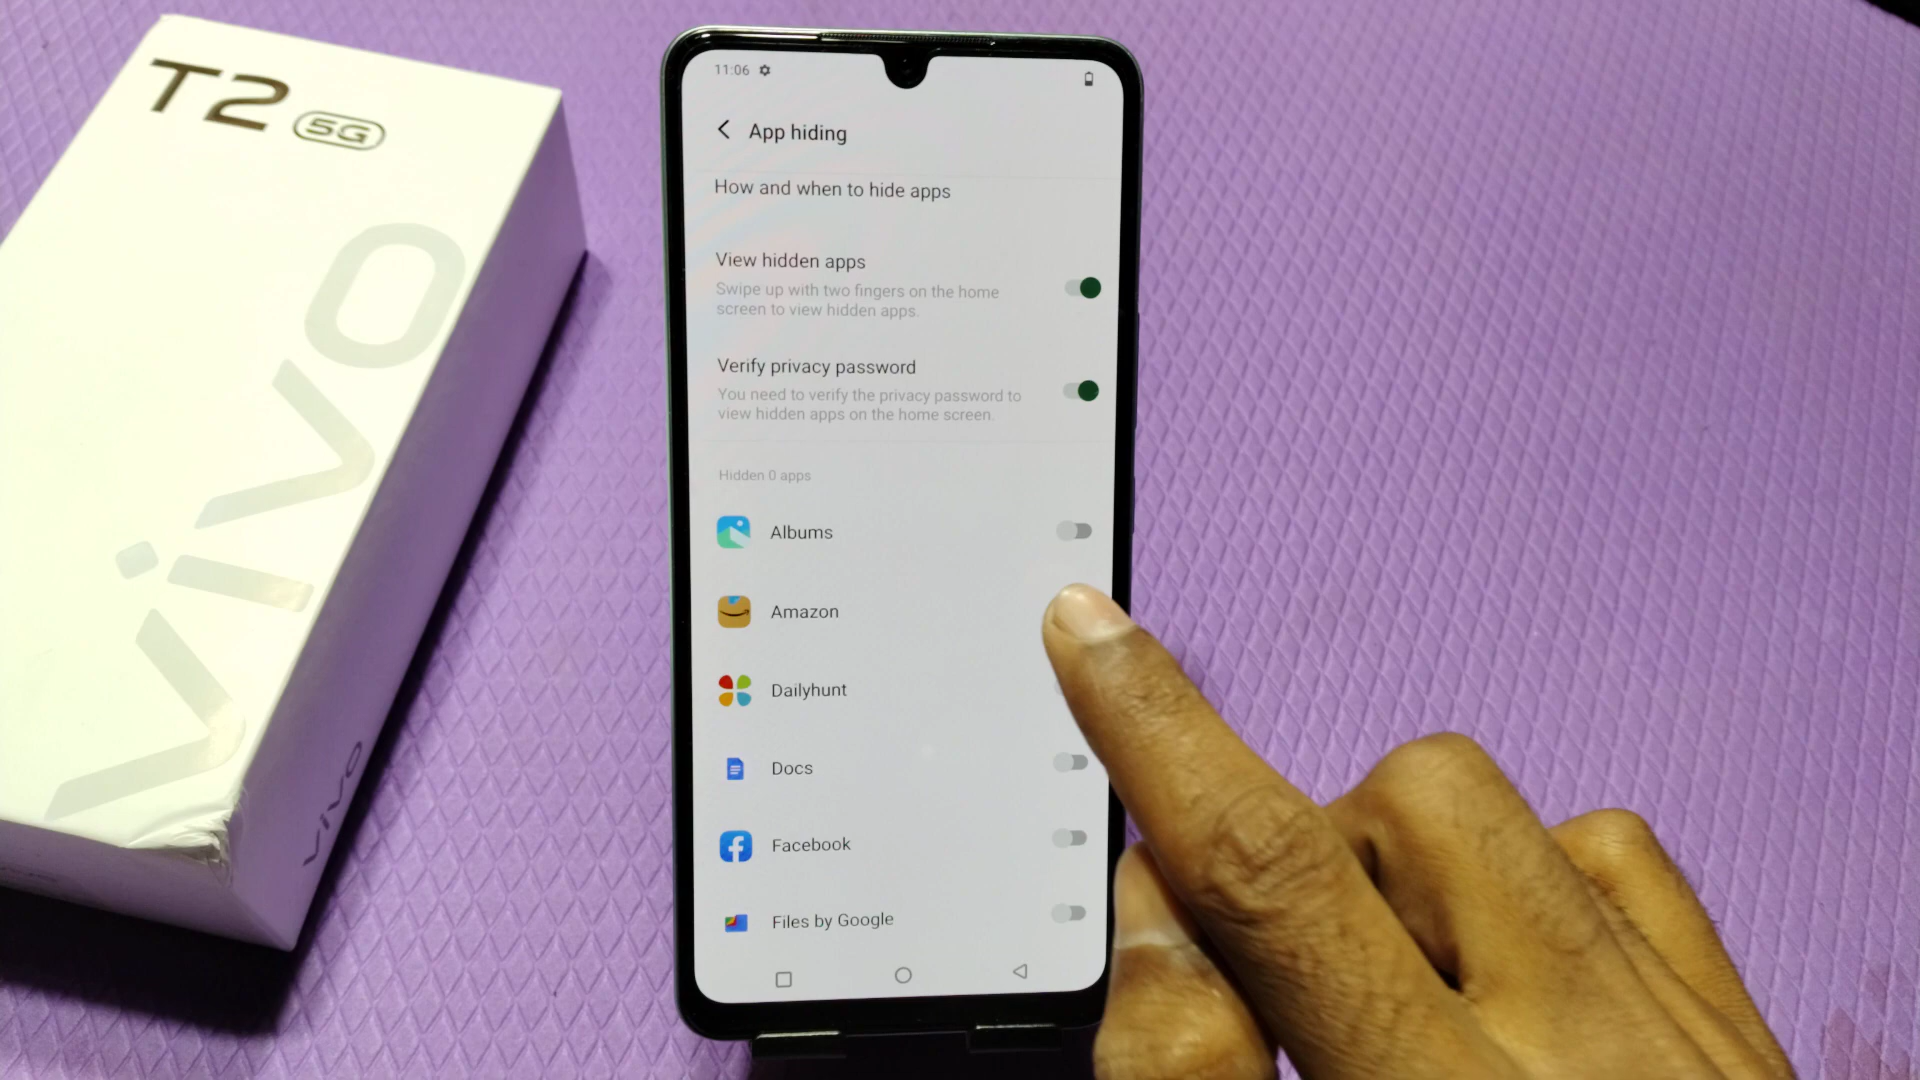 T2 5G
vivo
vivo
11:06
App hiding
How and when to hide apps
View hidden apps
Swipe up with two fingers on the home
screen to view hidden apps.
Verify privacy password
You need to verify the privacy password to
view hidden apps on the home screen.
Hidden 0 apps
Albums
Amazon
Dailyhunt
Docs
Facebook
Files by Google